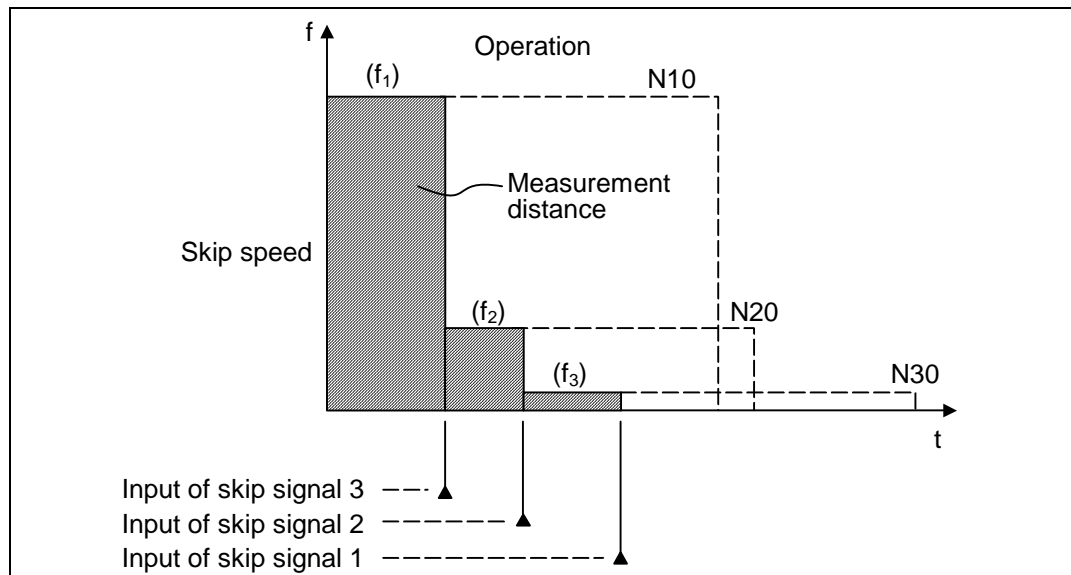 f
Operation
(f₁)
N10
Measurement
distance
Skip speed
(f₂)
N20
(f₃)
N30
t
Input of skip signal 3
Input of skip signal 2
Input of skip signal 1